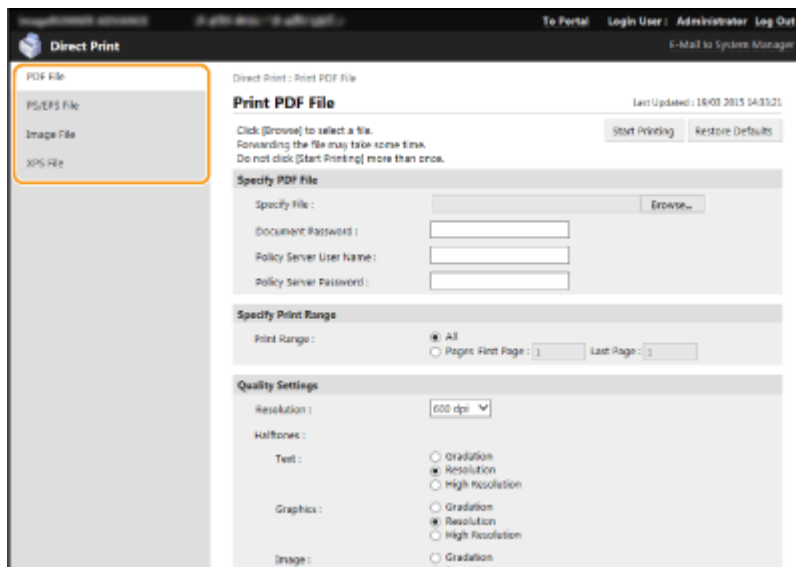 To Portal Login User : Administrator Log Out
Direct Print
E-Mail to System Manager
PDF File
PS/EPS File
Image File
XPS File
Direct Print : Print PDF File
Print PDF File
Last Updated : 19/03 2015 14:33:21
Click [Browse] to select a file.
Forwarding the file may take some time.
Do not click [Start Printing] more than once.
Start Printing
Restore Defaults
Specify PDF File
Specify File :
Browse...
Document Password :
Policy Server User Name :
Policy Server Password :
Specify Print Range
Print Range :
All
Pages First Page : 1 Last Page : 1
Quality Settings
Resolution :
600 dpi
Halftones :
Text :
Gradation
Resolution
High Resolution
Graphics :
Gradation
Resolution
High Resolution
Image :
Gradation